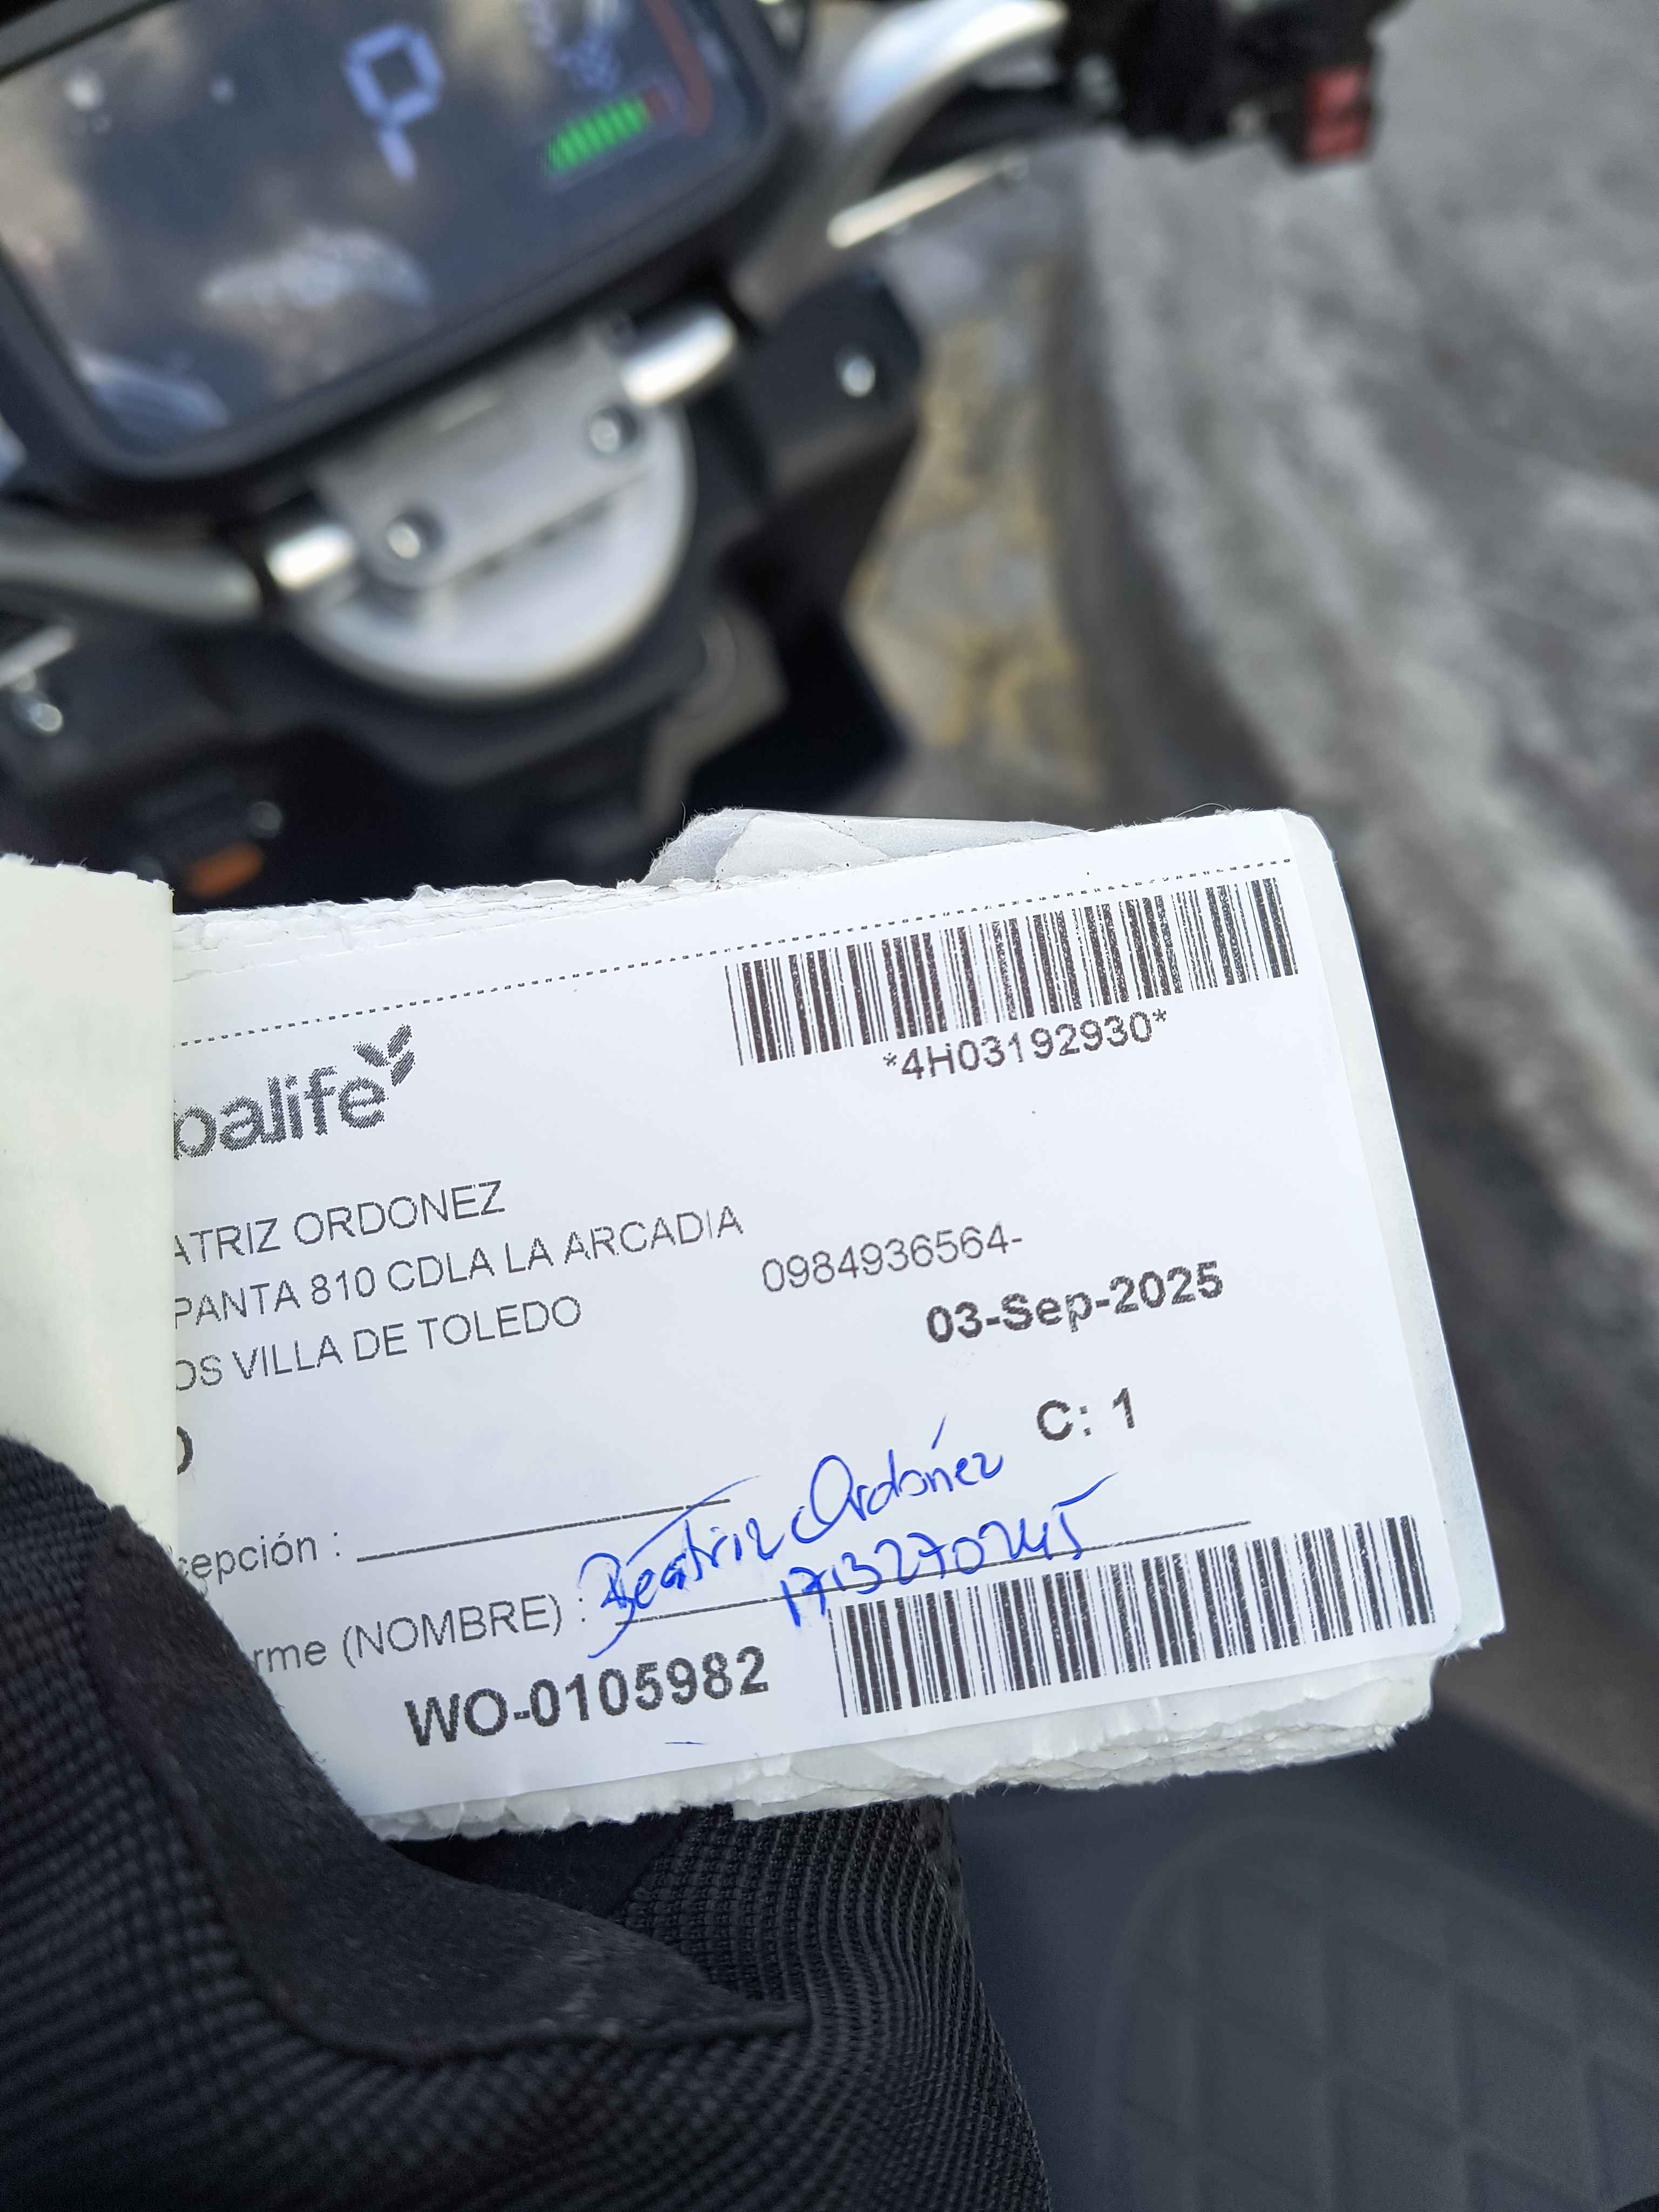 P
*4H03192930*
balife
ATRIZ ORDONEZ
PANTA 810 CDLA LA ARCADIA
0984936564-
OS VILLA DE TOLEDO
03-Sep-2025
C: 1
cepción :
Beatriz Ordónez
rme (NOMBRE) :
WO-0105982